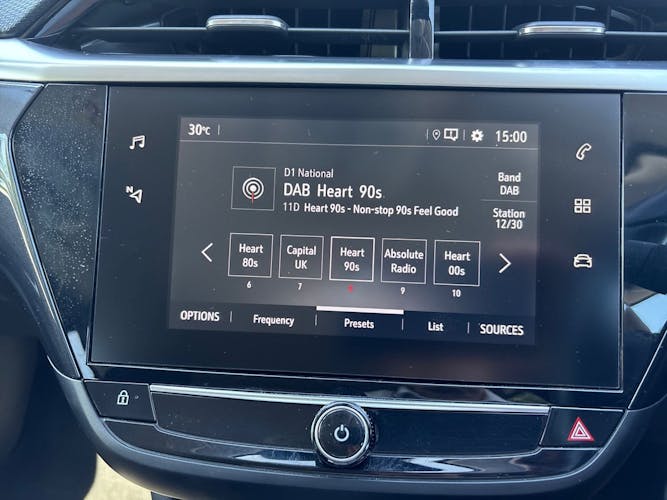 30°C
15:00
D1 National
DAB Heart 90s
11D Heart 90s - Non-stop 90s Feel Good
Band
DAB
Station
12/30
N
Heart
80s
Capital
UK
Heart
90s
Absolute
Radio
Heart
00s
6
7
9
10
OPTIONS
Frequency
Presets
List
SOURCES